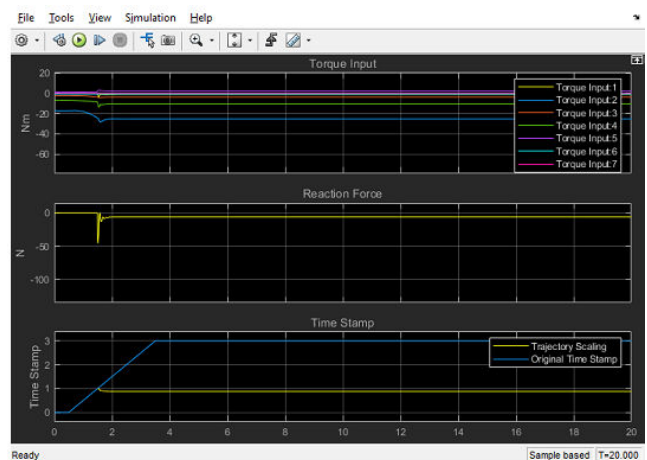 File Tools View Simulation Help
Torque Input
20
0
-20
-40
-60
Nm
Torque Input:1
Torque Input:2
Torque Input:3
Torque Input:4
Torque Input:5
Torque Input:6
Torque Input:7
Reaction Force
0
-50
-100
N
Time Stamp
3
2
1
0
Time Stamp
Trajectory Scaling
Original Time Stamp
0 2 4 6 8 10 12 14 16 18 20
Ready Sample based T=20.000